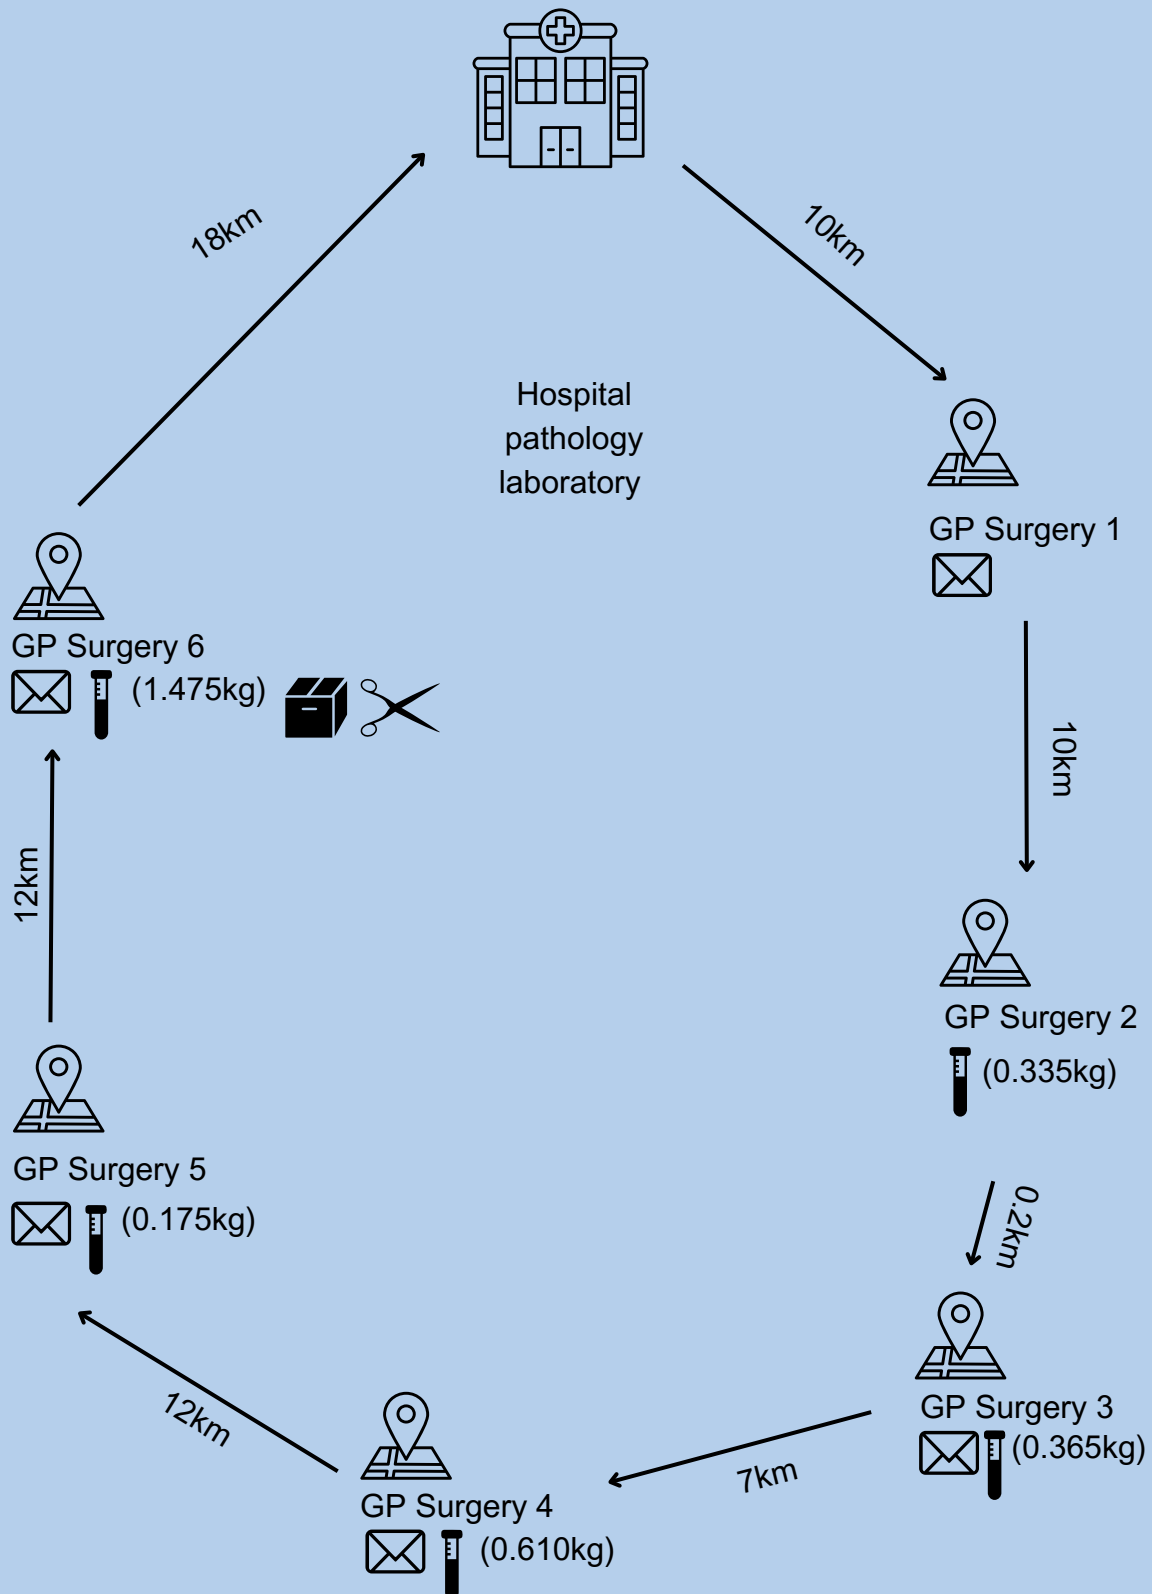 18km
10km
Hospital
pathology
laboratory
GP Surgery 1
10km
GP Surgery 2
(0.335kg)
0.2km
GP Surgery 3
(0.365kg)
7km
GP Surgery 4
(0.610kg)
12km
GP Surgery 5
(0.175kg)
12km
GP Surgery 6
(1.475kg)